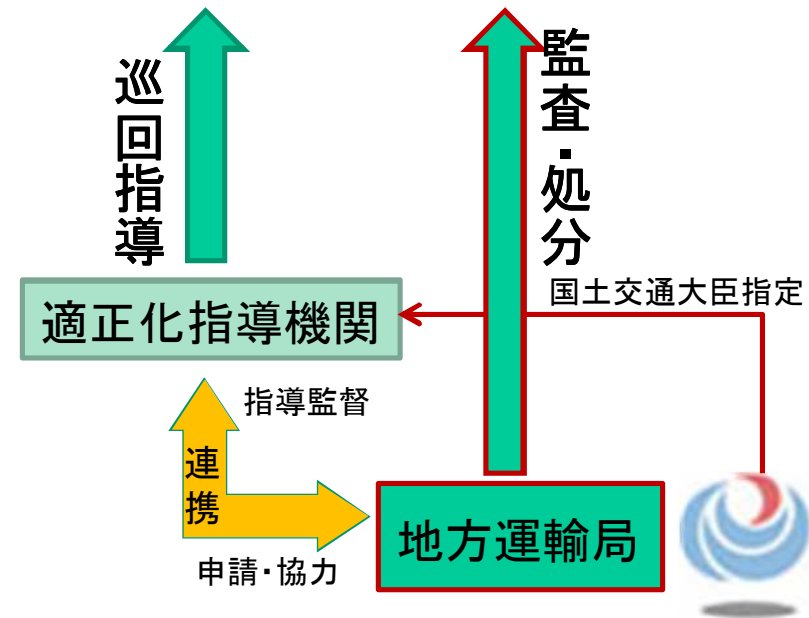 巡回指導
監査・処分
国土交通大臣指定
適正化指導機関
指導監督
連携
地方運輸局
申請・協力